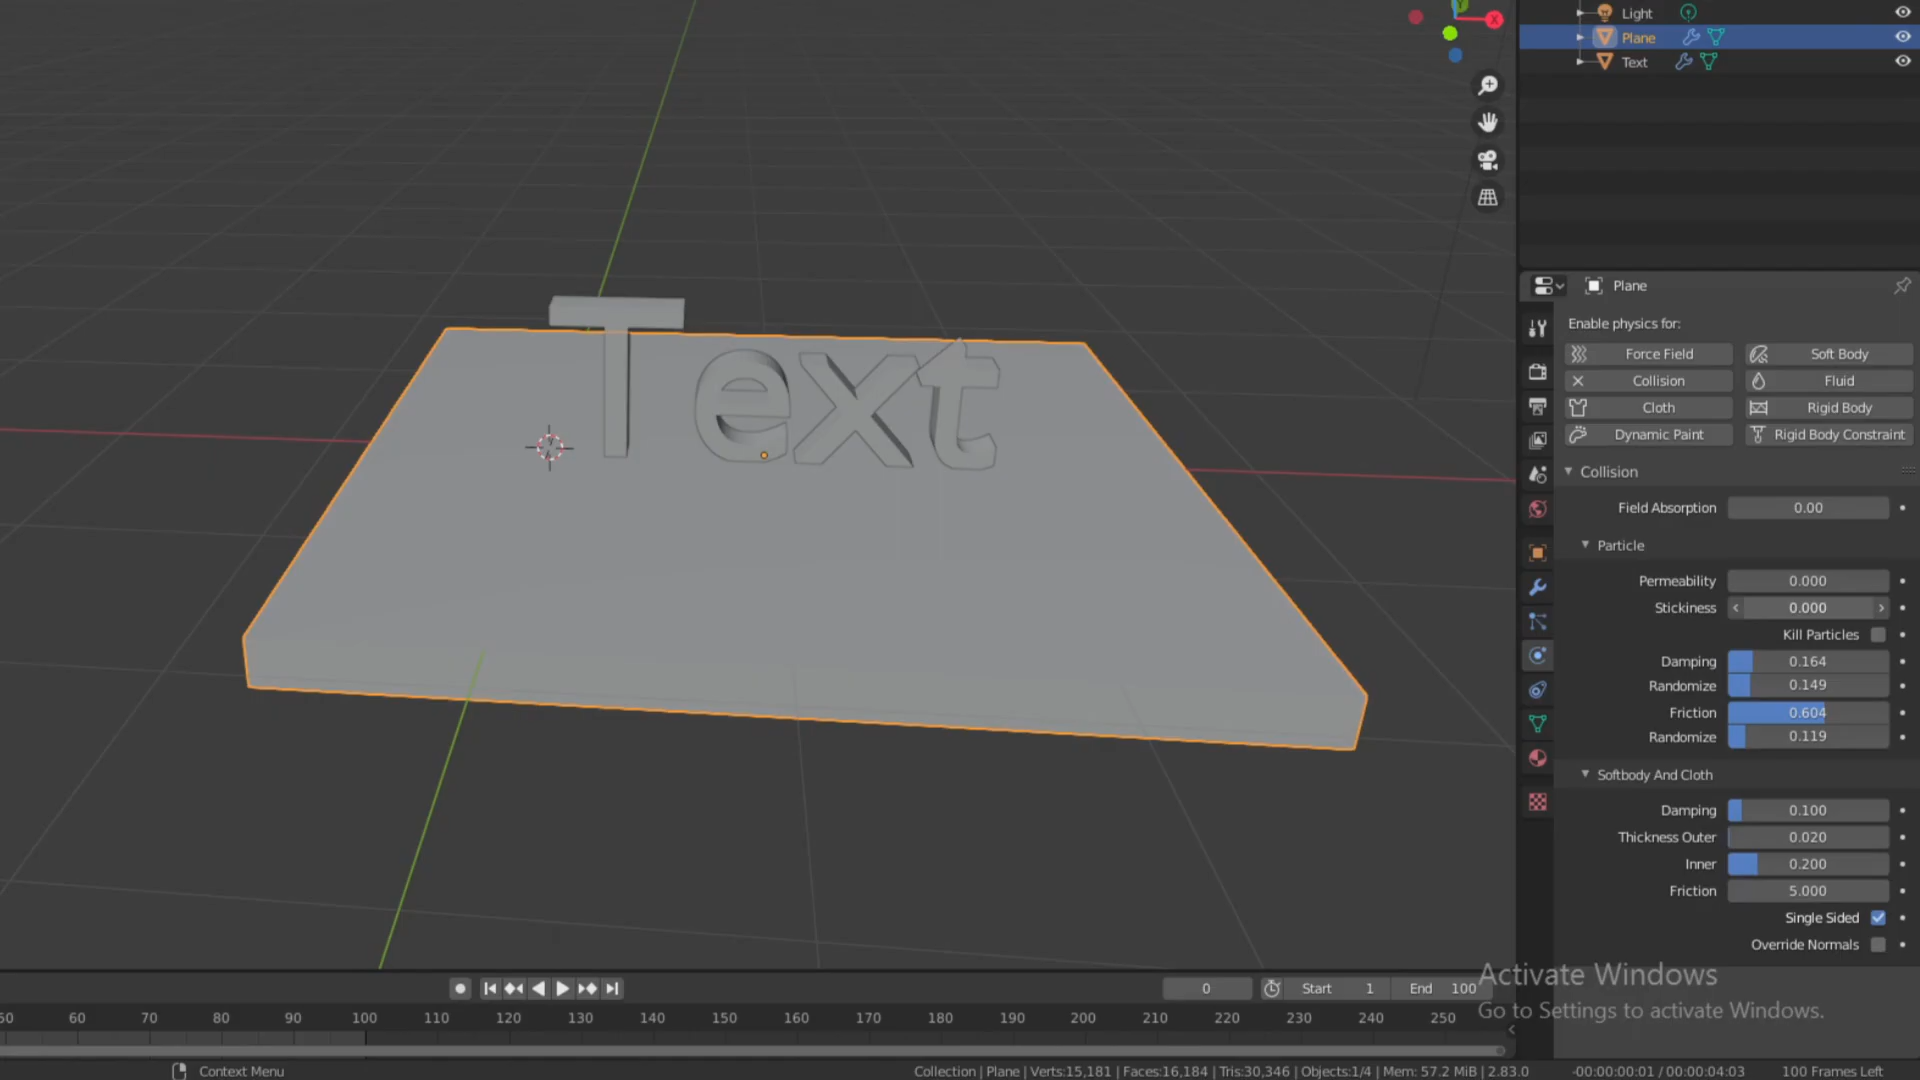 X
Light
Plane
Text
Text
Plane
Enable physics for:
Force Field
Soft Body
Collision
Fluid
Cloth
Rigid Body
Dynamic Paint
Rigid Body Constraint
Collision
Field Absorption 0.00
Particle
Permeability 0.000
Stickiness 0.000
Kill Particles
Damping 0.164
Randomize 0.149
Friction 0.604
Randomize 0.119
Softbody And Cloth
Damping 0.100
Thickness Outer 0.020
Inner 0.200
Friction 5.000
Single Sided
Override Normals
Activate Windows
Go to Settings to activate Windows.
0 Start 1 End 100
50 60 70 80 90 100 110 120 130 140 150 160 170 180 190 200 210 220 230 240 250
Context Menu
Collection | Plane | Verts:15,181 | Faces:16,184 | Tris:30,346 | Objects:1/4 | Mem: 57.2 MiB | 2.83.0
-00:00:00:01 / 00:00:04:03 100 Frames Left